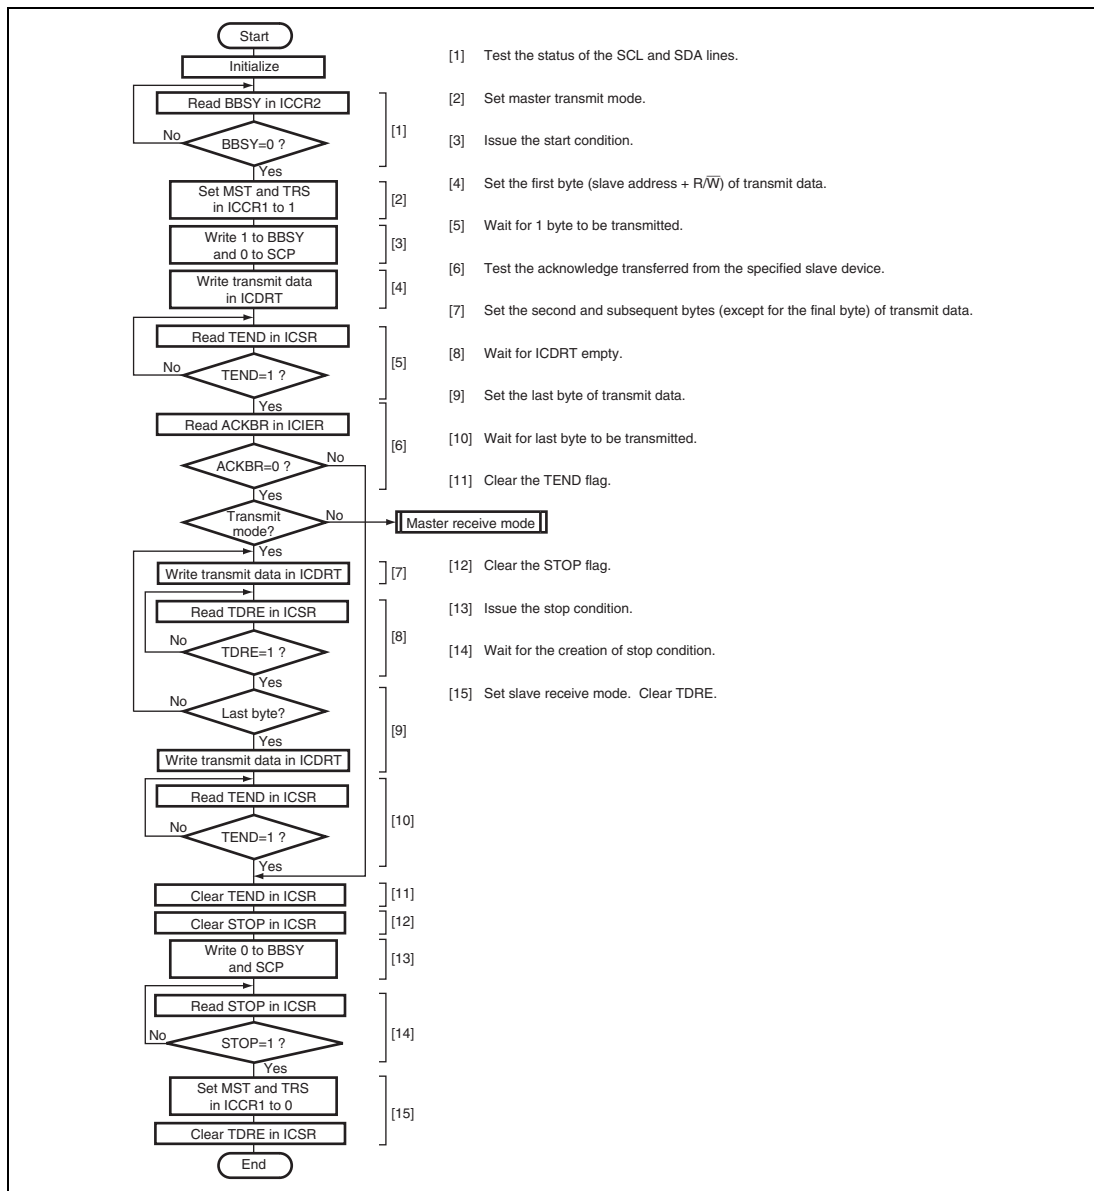 Start
Initialize
Read BBSY in ICCR2
No
BBSY=0 ?
[1]
Yes
Set MST and TRS
in ICCR1 to 1
[2]
Write 1 to BBSY
and 0 to SCP
[3]
Write transmit data
in ICDRT
[4]
Read TEND in ICSR
No
TEND=1 ?
[5]
Yes
Read ACKBR in ICIER
[6]
No
ACKBR=0 ?
Yes
Transmit
mode?
No
Master receive mode
Yes
Write transmit data in ICDRT
[7]
Read TDRE in ICSR
No
TDRE=1 ?
[8]
Yes
No
Last byte?
[9]
Yes
Write transmit data in ICDRT
Read TEND in ICSR
No
TEND=1 ?
[10]
Yes
Clear TEND in ICSR
[11]
Clear STOP in ICSR
[12]
Write 0 to BBSY
and SCP
[13]
Read STOP in ICSR
No
STOP=1 ?
[14]
Yes
Set MST and TRS
in ICCR1 to 0
[15]
Clear TDRE in ICSR
End
[1] Test the status of the SCL and SDA lines.
[2] Set master transmit mode.
[3] Issue the start condition.
[4] Set the first byte (slave address + R/W̅) of transmit data.
[5] Wait for 1 byte to be transmitted.
[6] Test the acknowledge transferred from the specified slave device.
[7] Set the second and subsequent bytes (except for the final byte) of transmit data.
[8] Wait for ICDRT empty.
[9] Set the last byte of transmit data.
[10] Wait for last byte to be transmitted.
[11] Clear the TEND flag.
[12] Clear the STOP flag.
[13] Issue the stop condition.
[14] Wait for the creation of stop condition.
[15] Set slave receive mode. Clear TDRE.